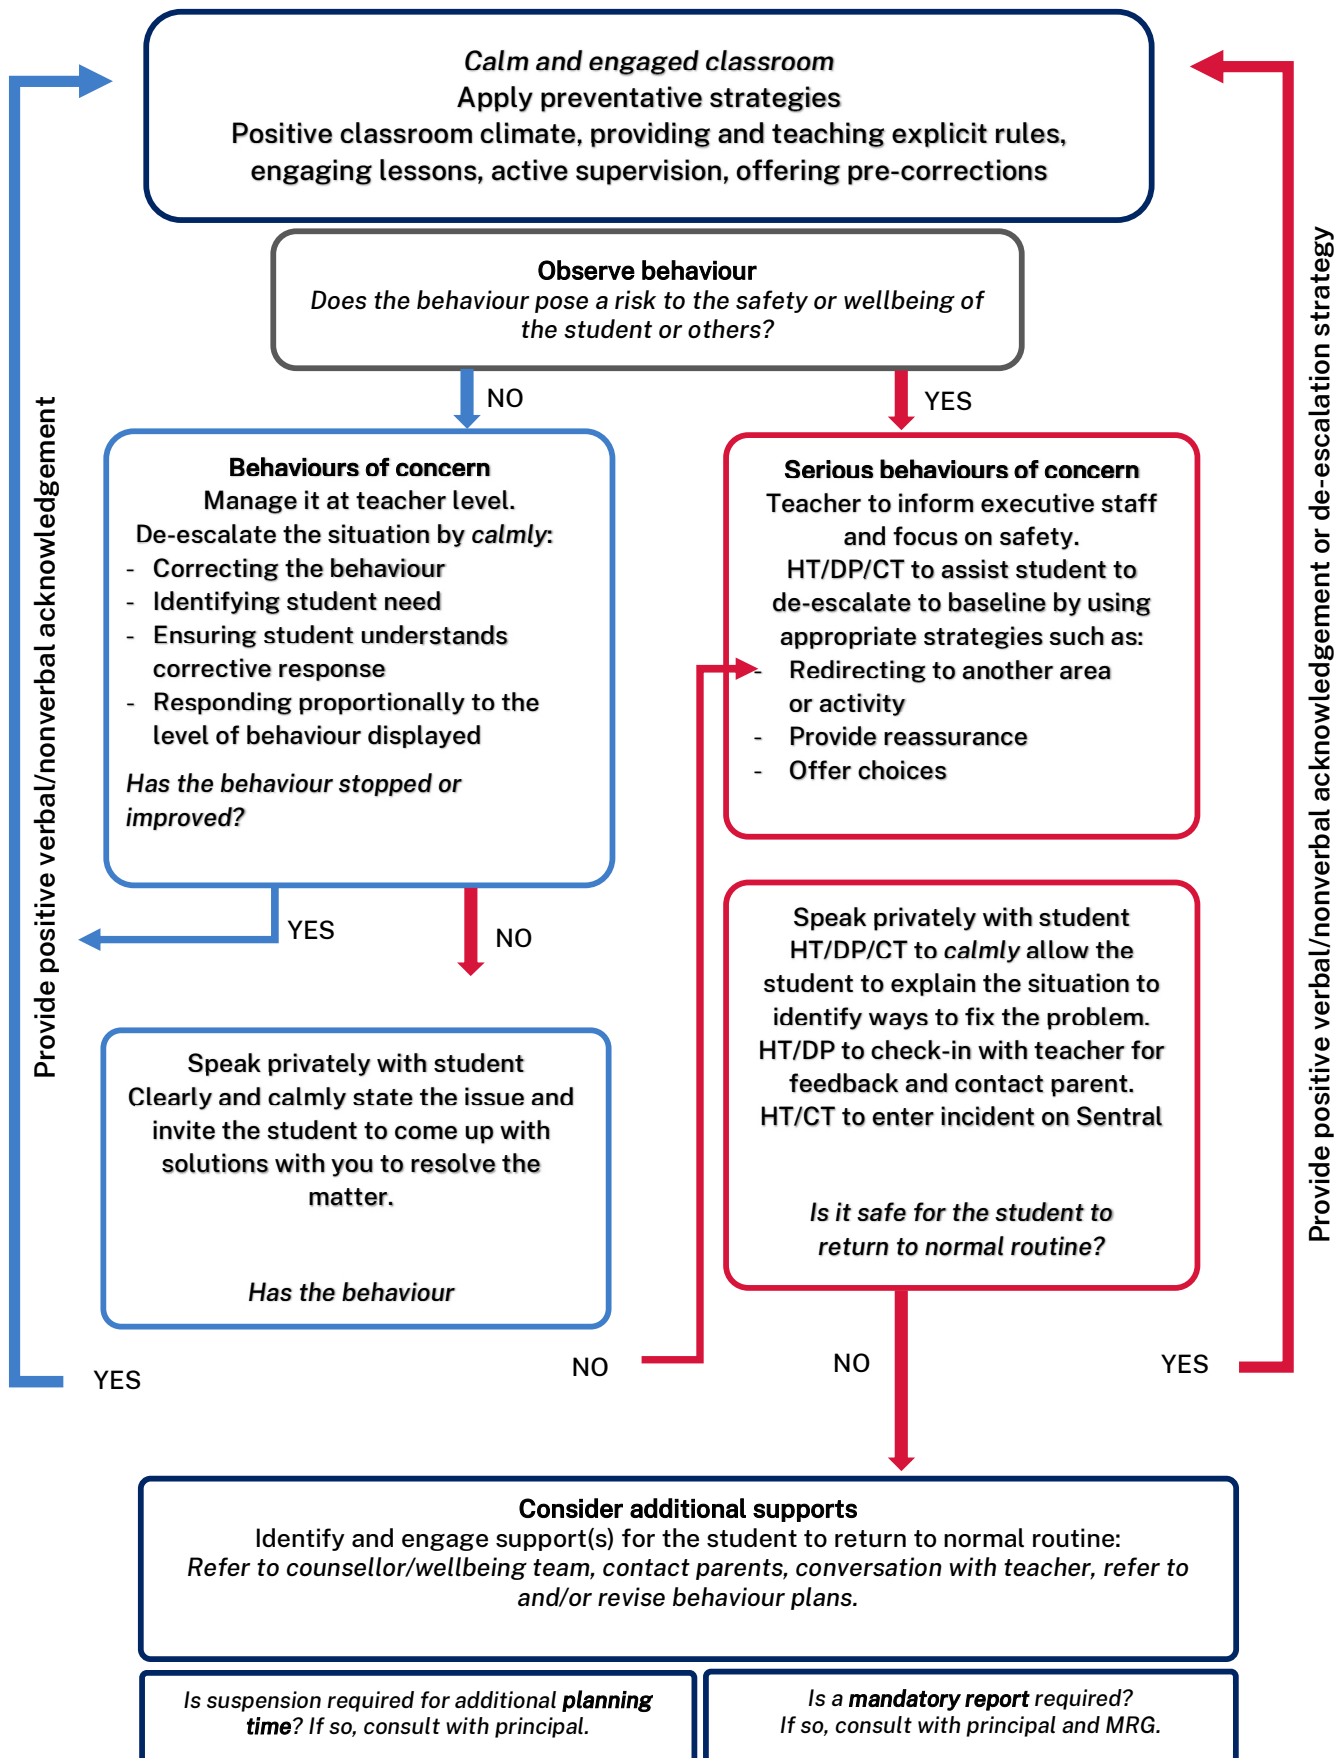 Calm and engaged classroom
Apply preventative strategies
Positive classroom climate, providing and teaching explicit rules,
engaging lessons, active supervision, offering pre-corrections
Observe behaviour
Does the behaviour pose a risk to the safety or wellbeing of
the student or others?
NO
YES
Behaviours of concern
Manage it at teacher level.
De-escalate the situation by calmly:
- Correcting the behaviour
- Identifying student need
- Ensuring student understands
corrective response
- Responding proportionally to the
level of behaviour displayed
Has the behaviour stopped or
improved?
Serious behaviours of concern
Teacher to inform executive staff
and focus on safety.
HT/DP/CT to assist student to
de-escalate to baseline by using
appropriate strategies such as:
- Redirecting to another area
or activity
- Provide reassurance
- Offer choices
YES
NO
Speak privately with student
Clearly and calmly state the issue and
invite the student to come up with
solutions with you to resolve the
matter.
Has the behaviour
Speak privately with student
HT/DP/CT to calmly allow the
student to explain the situation to
identify ways to fix the problem.
HT/DP to check-in with teacher for
feedback and contact parent.
HT/CT to enter incident on Sentral
Is it safe for the student to
return to normal routine?
YES
NO
NO
YES
Provide positive verbal/nonverbal acknowledgement
Provide positive verbal/nonverbal acknowledgement or de-escalation strategy
Consider additional supports
Identify and engage support(s) for the student to return to normal routine:
Refer to counsellor/wellbeing team, contact parents, conversation with teacher, refer to
and/or revise behaviour plans.
Is suspension required for additional planning
time? If so, consult with principal.
Is a mandatory report required?
If so, consult with principal and MRG.